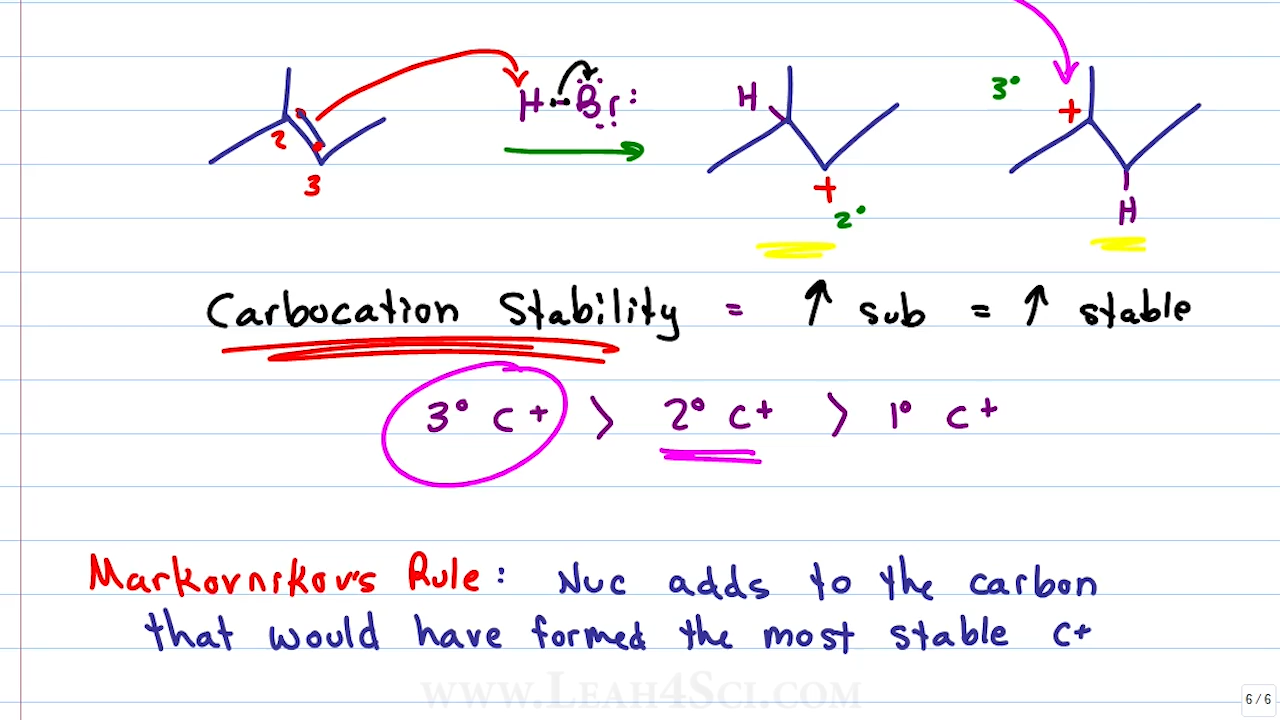 H–Br:
2
3
H
+
2°
3°
+
H
Carbocation Stability = ↑ sub = ↑ stable
3° C+ > 2° C+ > 1° C+
Markovnikov's Rule: Nuc adds to the carbon
that would have formed the most stable C+
www.Leah4Sci.com
6/6